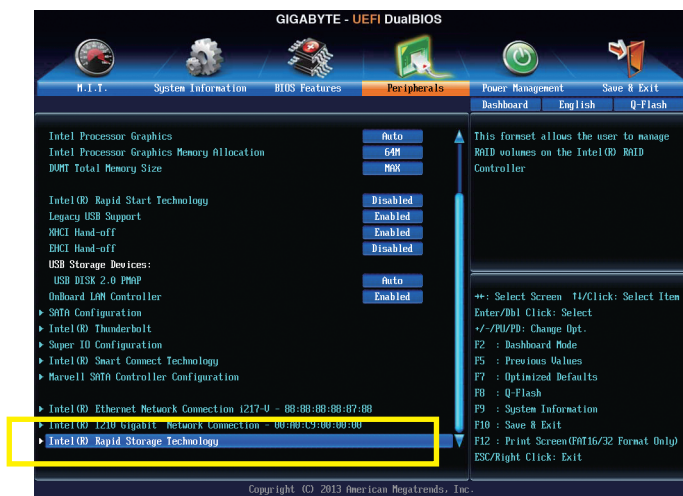 GIGABYTE - UEFI DualBIOS
M.I.T.
System Information
BIOS Features
Peripherals
Power Management
Save & Exit
Dashboard
English
Q-Flash
Intel Processor Graphics Auto
Intel Processor Graphics Memory Allocation 64M
DVMT Total Memory Size MAX
Intel(R) Rapid Start Technology Disabled
Legacy USB Support Enabled
XHCI Hand-off Enabled
EHCI Hand-off Disabled
USB Storage Devices:
USB DISK 2.0 PMAP Auto
OnBoard LAN Controller Enabled
SATA Configuration
Intel(R) Thunderbolt
Super IO Configuration
Intel(R) Smart Connect Technology
Marvell SATA Controller Configuration
Intel(R) Ethernet Network Connection i217-V - 88:88:88:88:87:88
Intel(R) I210 Gigabit Network Connection - 00:A0:C9:00:00:00
Intel(R) Rapid Storage Technology
This formset allows the user to manage
RAID volumes on the Intel(R) RAID
Controller
↔: Select Screen ↑↓/Click: Select Item
Enter/Dbl Click: Select
+/-/PU/PD: Change Opt.
F2 : Dashboard Mode
F5 : Previous Values
F7 : Optimized Defaults
F8 : Q-Flash
F9 : System Information
F10 : Save & Exit
F12 : Print Screen(FAT16/32 Format Only)
ESC/Right Click: Exit
Copyright (C) 2013 American Megatrends, Inc.